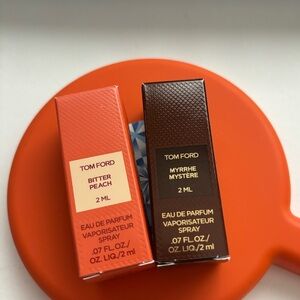 TOM FORD
BITTER
PEACH
2 ML
EAU DE PARFUM
VAPORISATEUR
SPRAY
.07 FL.OZ./
OZ. LIQ./2 ml
TOM FORD
MYRRHE
MYSTÈRE
2 ML
EAU DE PARFUM
VAPORISATEUR
SPRAY
.07 FL.OZ./
OZ. LIQ./2 ml